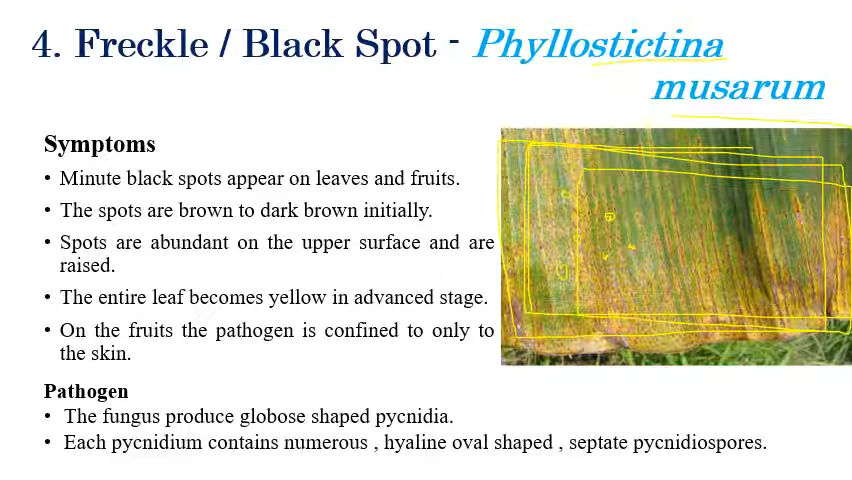 4. Freckle / Black Spot - Phyllostictina
musarum
Symptoms
• Minute black spots appear on leaves and fruits.
• The spots are brown to dark brown initially.
• Spots are abundant on the upper surface and are
raised.
• The entire leaf becomes yellow in advanced stage.
• On the fruits the pathogen is confined to only to
the skin.
Pathogen
• The fungus produce globose shaped pycnidia.
• Each pycnidium contains numerous , hyaline oval shaped , septate pycnidiospores.